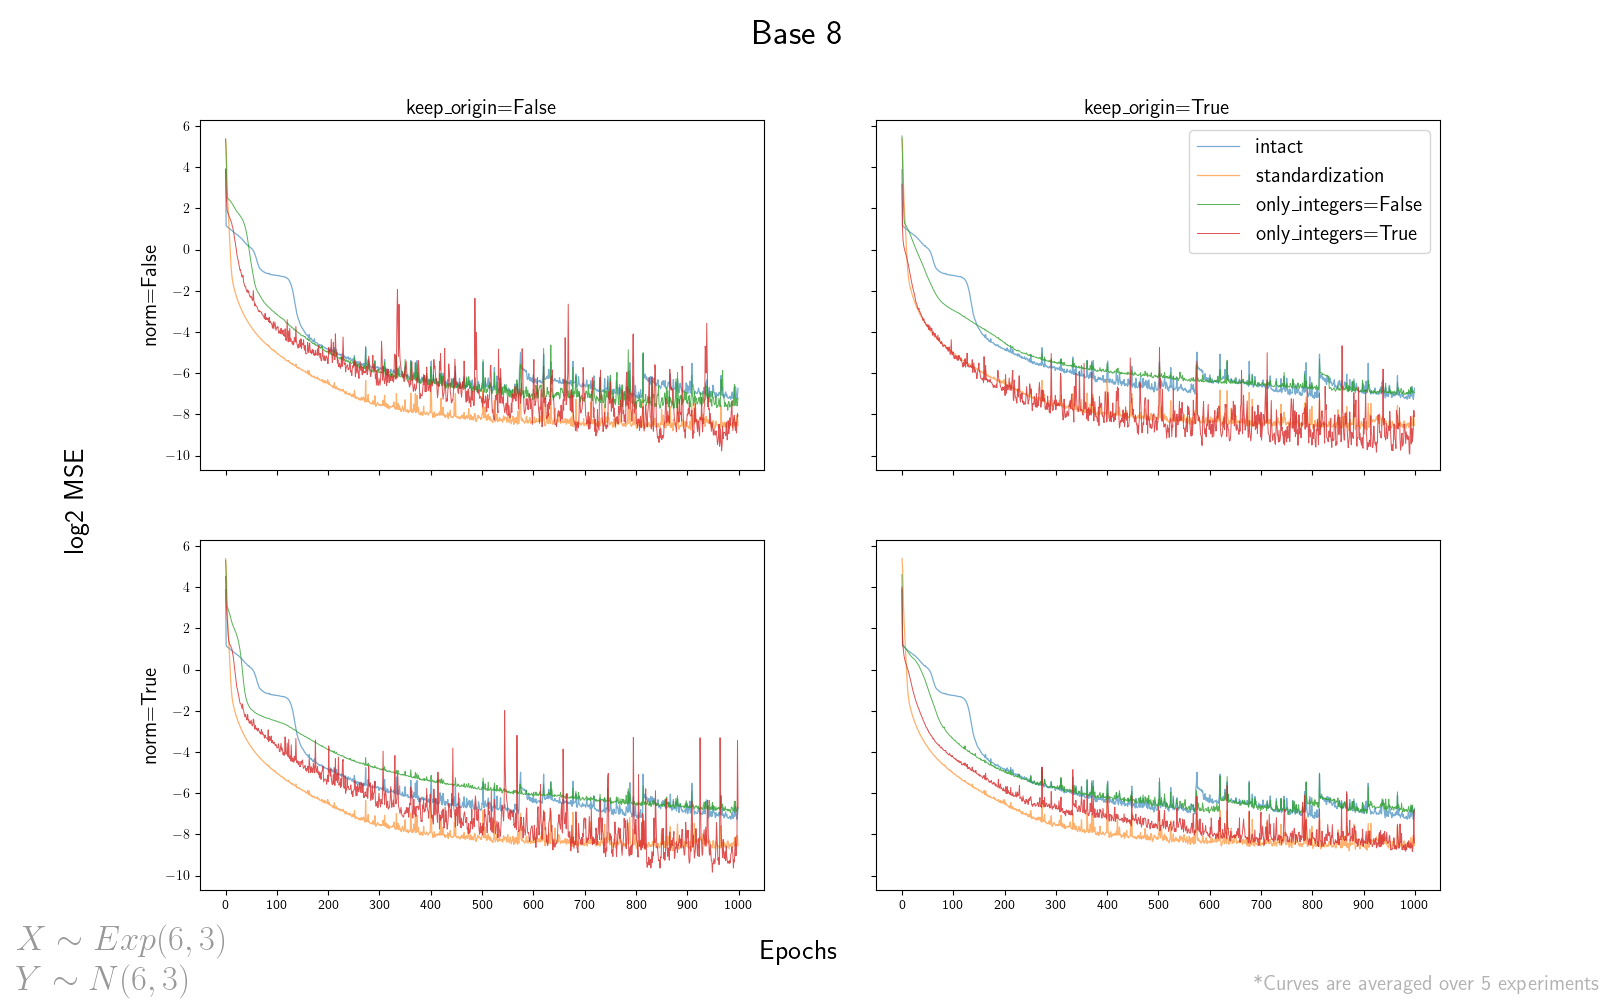 Base 8
keep_origin=False
keep_origin=True
intact
standardization
only_integers=False
only_integers=True
norm=False
6
4
2
0
−2
−4
−6
−8
−10
log2 MSE
norm=True
6
4
2
0
−2
−4
−6
−8
−10
0 100 200 300 400 500 600 700 800 900 1000
0 100 200 300 400 500 600 700 800 900 1000
Epochs
X ∼ Exp(6, 3)
Y ∼ N(6, 3)
*Curves are averaged over 5 experiments